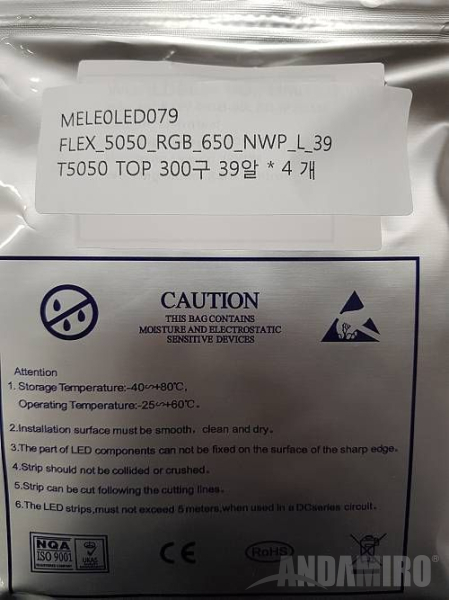 MELE0LED079
FLEX_5050_RGB_650_NWP_L_39
T5050 TOP 300구 39알 * 4 개
CAUTION
THIS BAG CONTAINS
MOISTURE AND ELECTROSTATIC
SENSITIVE DEVICES
Attention
1. Storage Temperature:-40~+80℃,
Operating Temperature:-25~+60℃.
2.Installation surface must be smooth, clean and dry.
3.The part of LED components can not be fixed on the surface of the sharp edge.
4.Strip should not be collided or crushed.
5.Strip can be cut following the cutting lines.
6.The LED strips,must not exceed 5 meters,when used in a DCseries circuit.
NQA
ISO 9001
UKAS
CE
RoHS
ANDAMIRO®